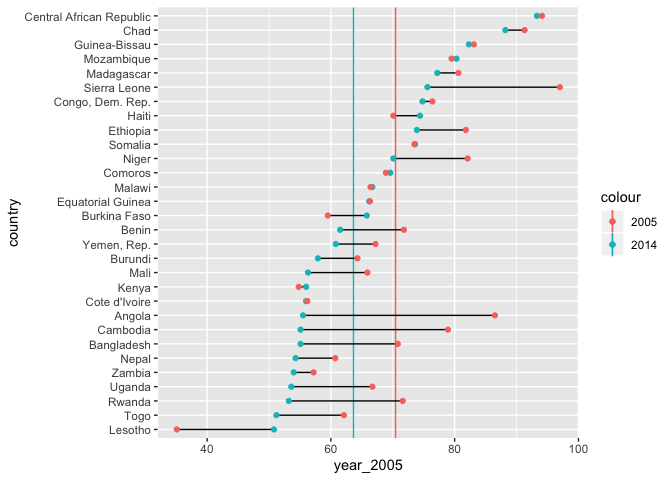 Central African Republic
Chad
Guinea-Bissau
Mozambique
Madagascar
Sierra Leone
Congo, Dem. Rep.
Haiti
Ethiopia
Somalia
Niger
Comoros
Malawi
Equatorial Guinea
Burkina Faso
Benin
Yemen, Rep.
Burundi
Mali
Kenya
Cote d'Ivoire
Angola
Cambodia
Bangladesh
Nepal
Zambia
Uganda
Rwanda
Togo
Lesotho
country
40 60 80 100
year_2005
colour
2005
2014